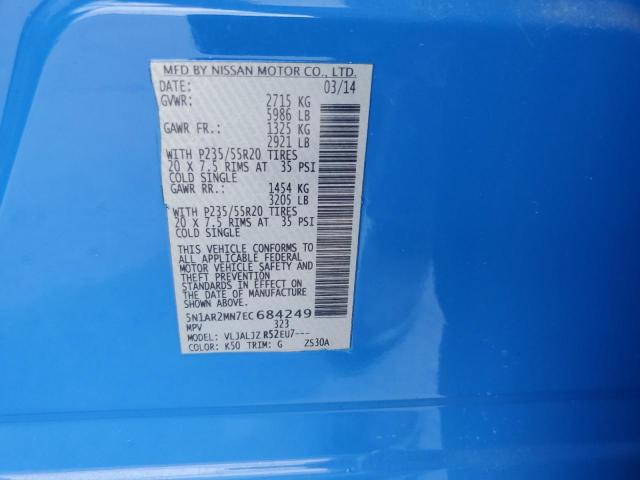 MFD BY NISSAN MOTOR CO., LTD.
DATE: 03/14
GVWR: 2715 KG
5986 LB
GAWR FR.: 1325 KG
2921 LB
WITH P235/55R20 TIRES
20 X 7.5 RIMS AT 35 PSI
COLD SINGLE
GAWR RR.: 1454 KG
3205 LB
WITH P235/55R20 TIRES
20 X 7.5 RIMS AT 35 PSI
COLD SINGLE
THIS VEHICLE CONFORMS TO
ALL APPLICABLE FEDERAL
MOTOR VEHICLE SAFETY AND
THEFT PREVENTION
STANDARDS IN EFFECT ON
THE DATE OF MANUFACTURE
SHOWN ABOVE.
5N1AR2MN7EC684249
MPV 323
MODEL: VLJALJZ R52EU7---
COLOR: K50 TRIM: G ZS30A